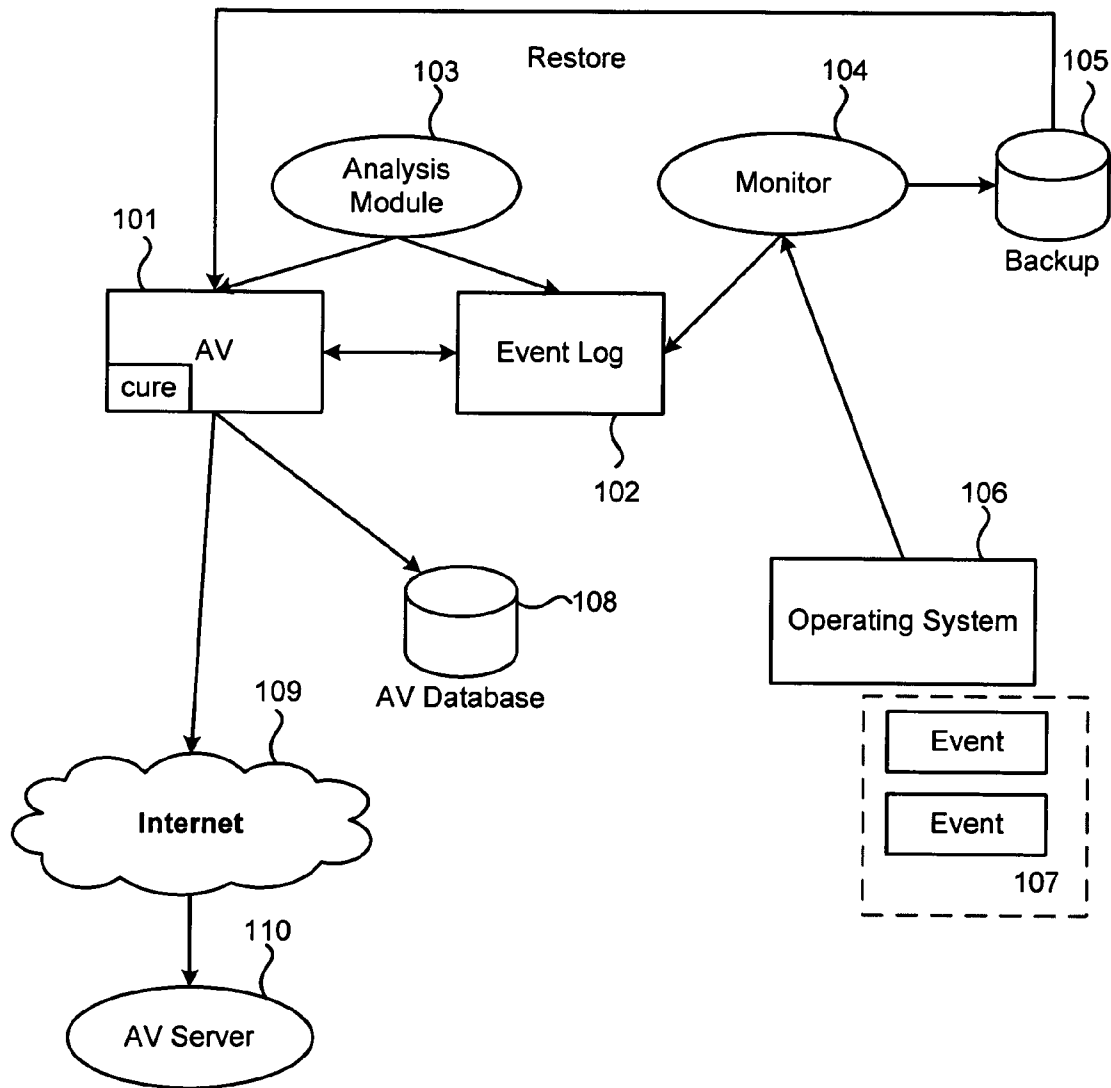 Restore
103
104
105
Analysis
Module
Monitor
Backup
101
AV
cure
Event Log
102
106
Operating System
108
AV Database
109
Event
Event
107
Internet
110
AV Server